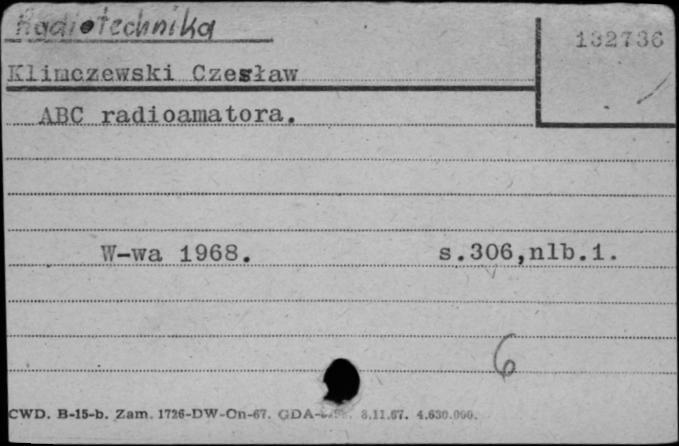 Radiotechnika
132736
Klimczewski Czesław
ABC radioamatora.
W-wa 1968.    s.306,nlb.1.
6
CWD. B-15-b. Zam. 1726-DW-On-67. 8.11.67. 4.630.000.